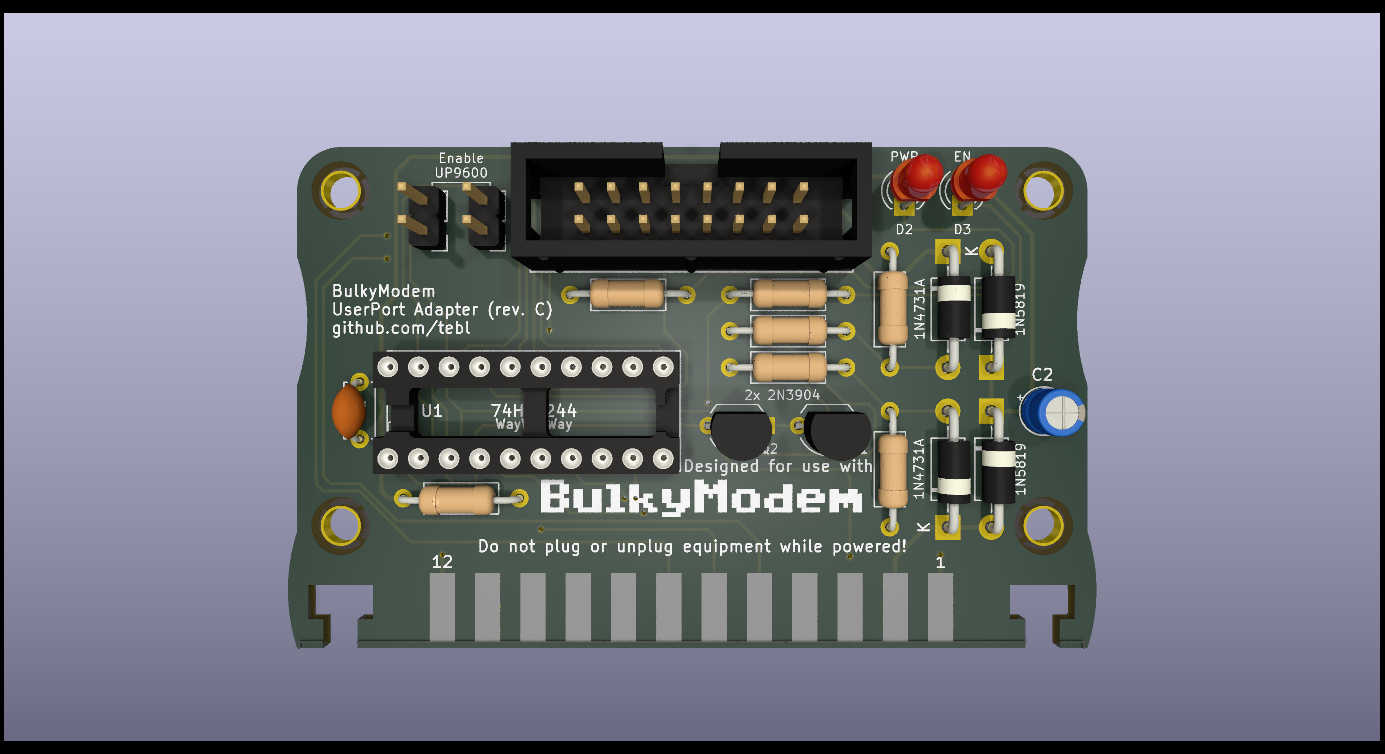 Enable
UP9600
PWR
EN
D2
D3
K
1N4731A
1N5819
BulkyModem
UserPort Adapter (rev. C)
github.com/tebl
C2
+
2x 2N3904
U1
244
Designed for use with
BulkyModem
1N4731A
1N5819
K
Do not plug or unplug equipment while powered!
12
1